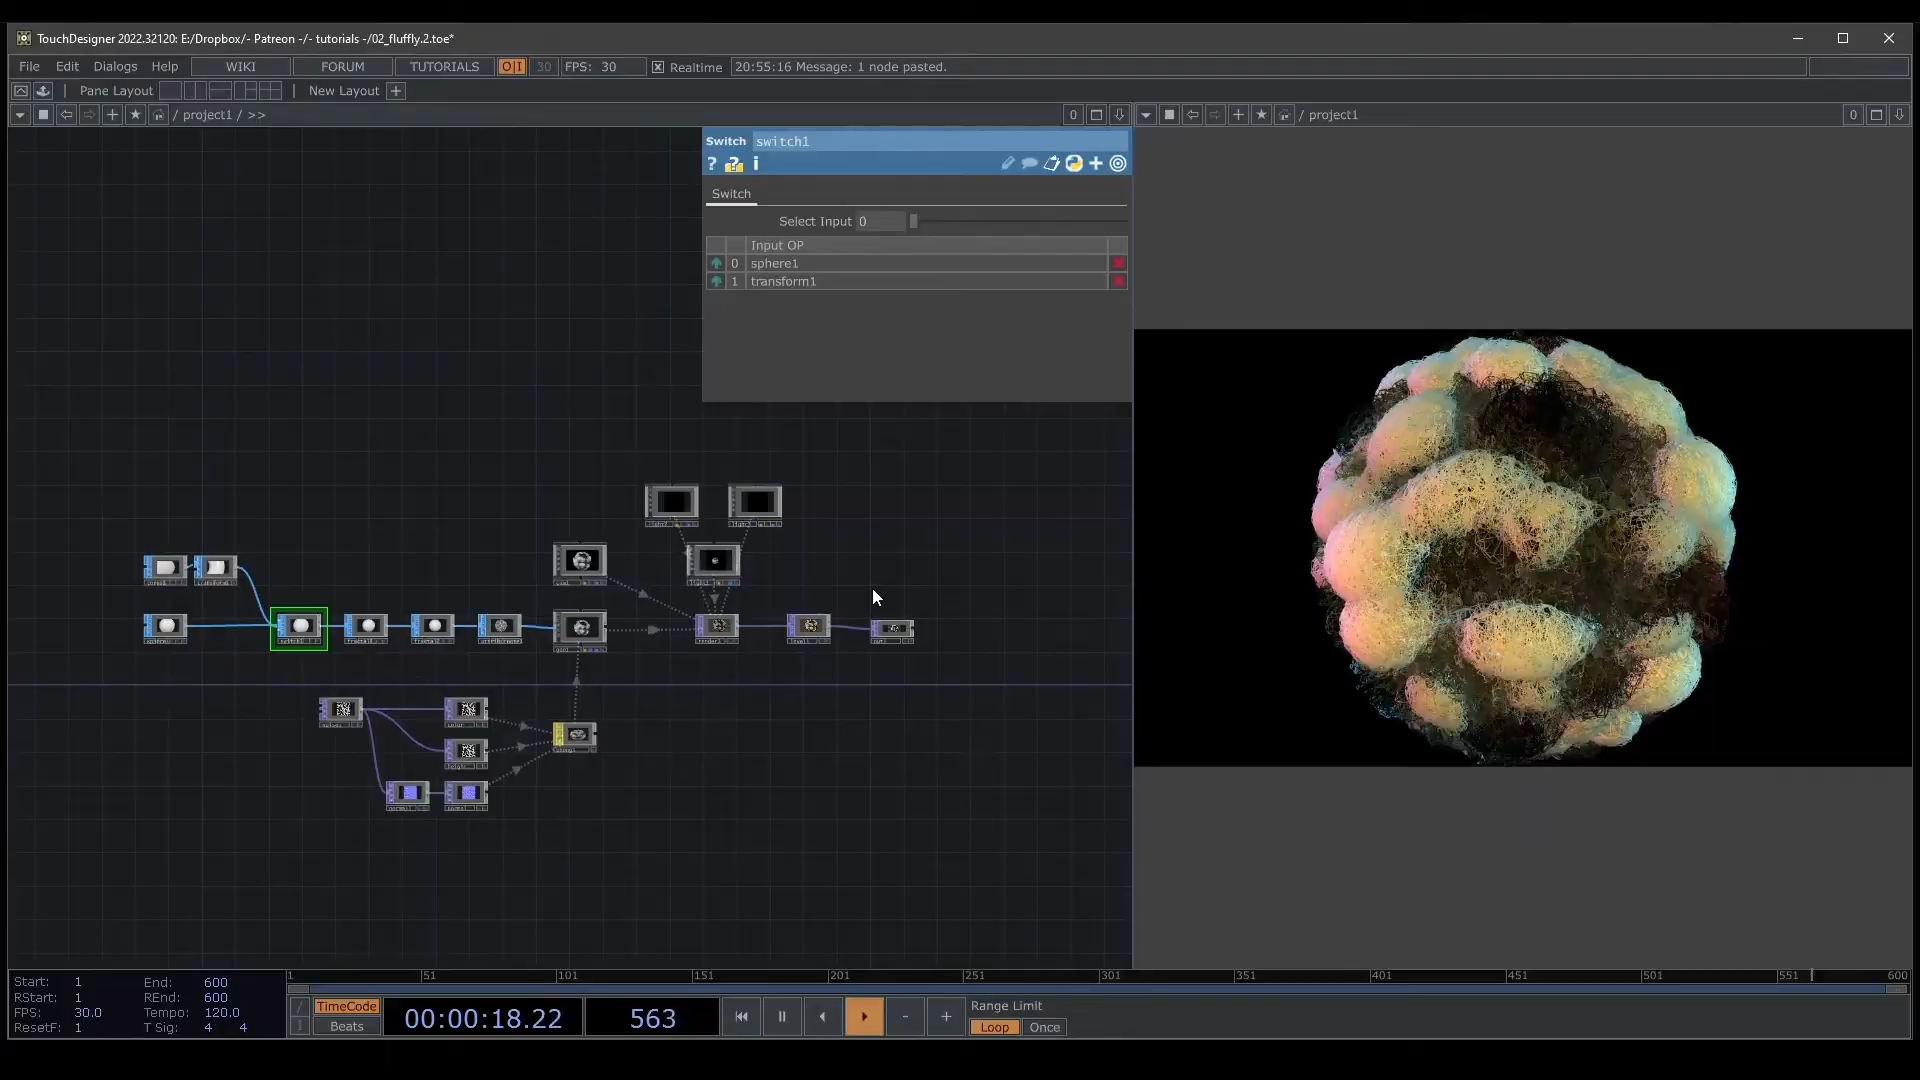 TouchDesigner 2022.32120: E:/Dropbox/- Patreon -/- tutorials -/02_fluffly.2.toe*
File Edit Dialogs Help WIKI FORUM TUTORIALS O|I 30 FPS: 30 Realtime 20:55:16 Message: 1 node pasted.
Pane Layout New Layout +
/ project1 / >> 0
/ project1 0
Switch switch1
? ? i
Switch
Select Input 0
Input OP
0 sphere1
1 transform1
switch1
1 51 101 151 201 251 301 351 401 451 501 551 600
Start: 1 End: 600
RStart: 1 REnd: 600
FPS: 30.0 Tempo: 120.0
ResetF: 1 T Sig: 4 4
TimeCode
Beats
00:00:18.22
563
- +
Range Limit
Loop Once